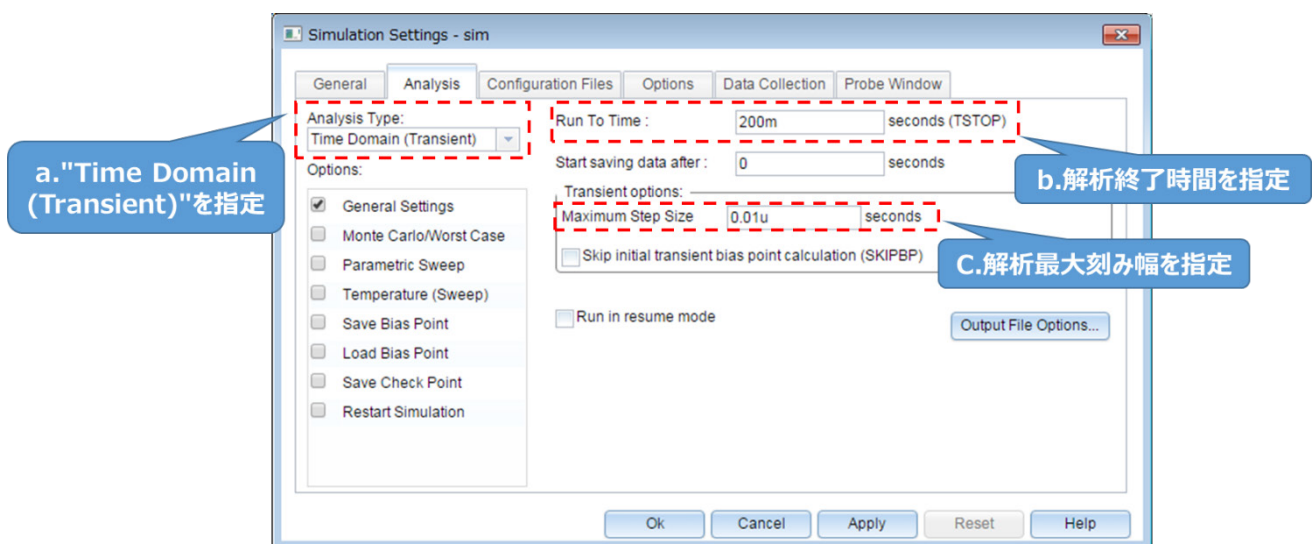 Simulation Settings - sim
General
Analysis
Configuration Files
Options
Data Collection
Probe Window
Analysis Type:
Time Domain (Transient)
Options:
General Settings
Monte Carlo/Worst Case
Parametric Sweep
Temperature (Sweep)
Save Bias Point
Load Bias Point
Save Check Point
Restart Simulation
Run To Time :
200m
seconds (TSTOP)
Start saving data after :
0
seconds
Transient options:
Maximum Step Size
0.01u
seconds
Skip initial transient bias point calculation (SKIPBP)
Run in resume mode
Output File Options...
a."Time Domain
(Transient)"を指定
b.解析終了時間を指定
C.解析最大刻み幅を指定
Ok
Cancel
Apply
Reset
Help